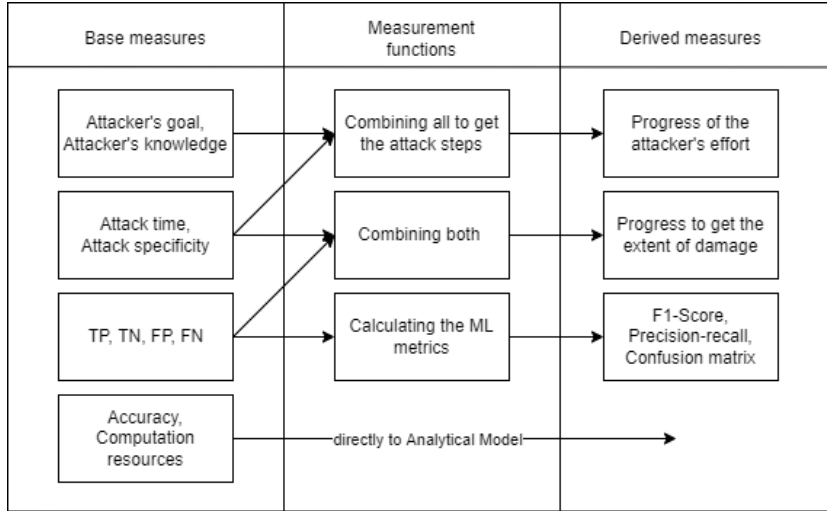 Base measures
Measurement
functions
Derived measures
Attacker's goal,
Attacker's knowledge
Combining all to get
the attack steps
Progress of the
attacker's effort
Attack time,
Attack specificity
Combining both
Progress to get the
extent of damage
TP, TN, FP, FN
Calculating the ML
metrics
F1-Score,
Precision-recall,
Confusion matrix
Accuracy,
Computation
resources
directly to Analytical Model